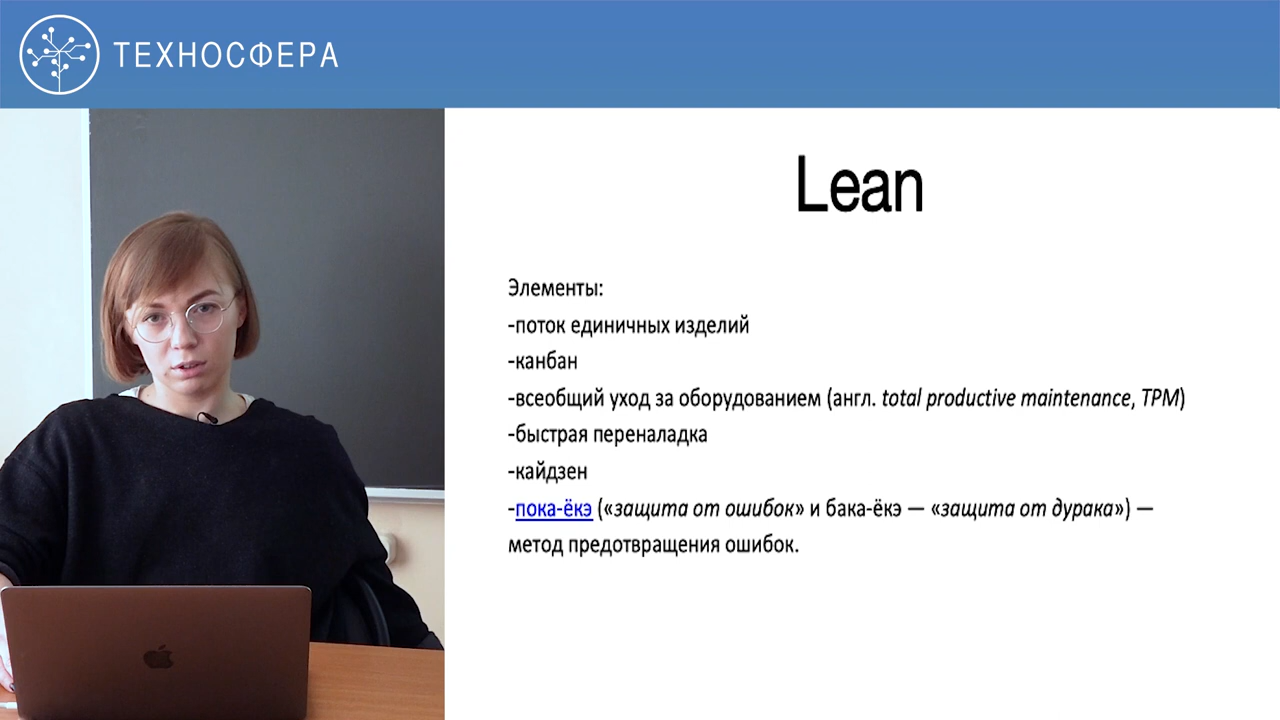 ТЕХНОСФЕРА
Lean
Элементы:
-поток единичных изделий
-канбан
-всеобщий уход за оборудованием (англ. total productive maintenance, TPM)
-быстрая переналадка
-кайдзен
-пока-ёкэ («защита от ошибок» и бака-ёкэ — «защита от дурака») —
метод предотвращения ошибок.